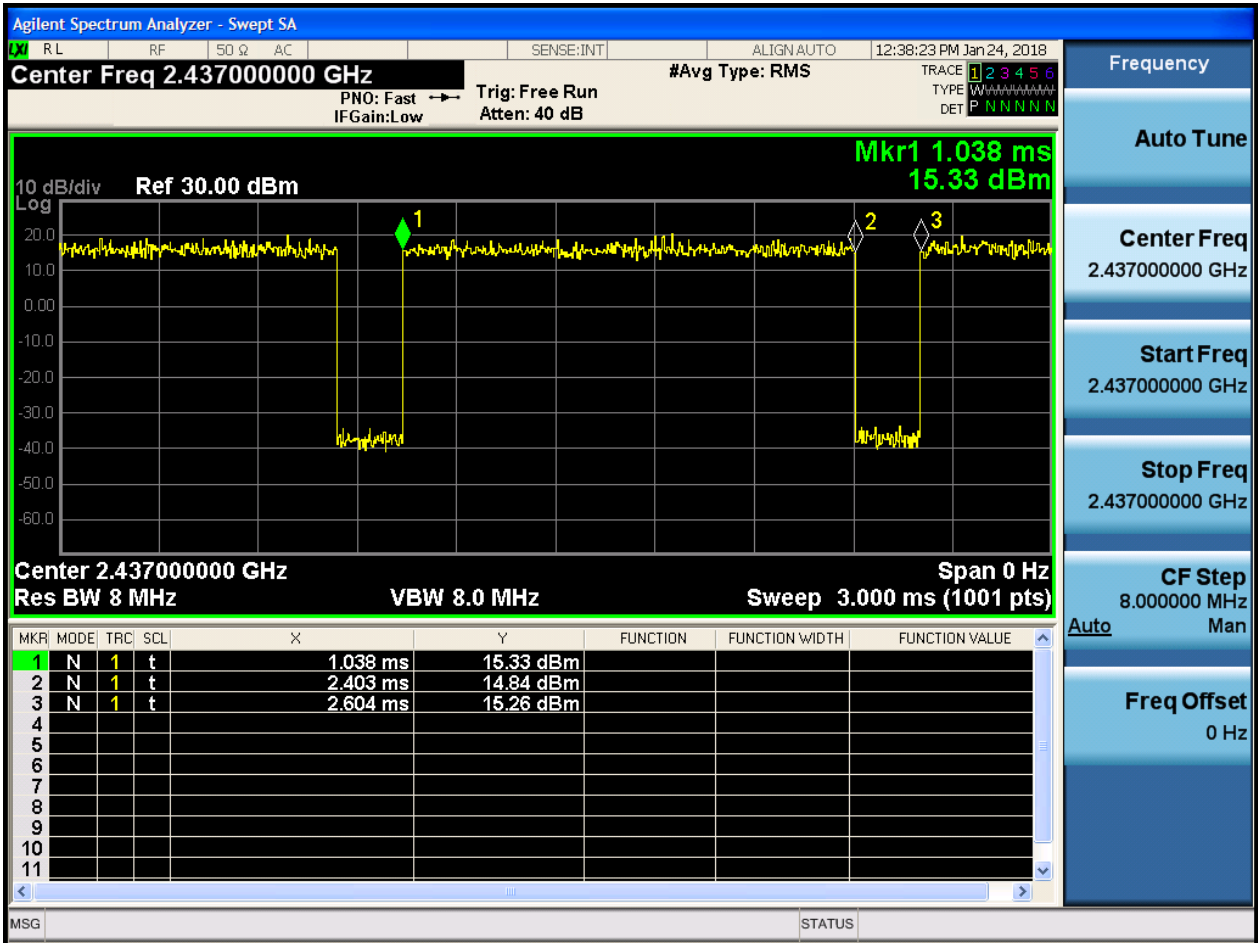 Agilent Spectrum Analyzer - Swept SA
LXI RL RF 50 Ω AC SENSE:INT ALIGN AUTO 12:38:23 PM Jan 24, 2018
Center Freq 2.437000000 GHz
PNO: Fast
IFGain:Low
Trig: Free Run
Atten: 40 dB
#Avg Type: RMS
TRACE 1 2 3 4 5 6
TYPE WWWWWW
DET P N N N N N
Mkr1 1.038 ms
15.33 dBm
10 dB/div Ref 30.00 dBm
Log
20.0
10.0
0.00
-10.0
-20.0
-30.0
-40.0
-50.0
-60.0
1
2
3
Center 2.437000000 GHz Span 0 Hz
Res BW 8 MHz VBW 8.0 MHz Sweep 3.000 ms (1001 pts)
MKR MODE TRC SCL X Y FUNCTION FUNCTION WIDTH FUNCTION VALUE
1 N 1 t 1.038 ms 15.33 dBm
2 N 1 t 2.403 ms 14.84 dBm
3 N 1 t 2.604 ms 15.26 dBm
4
5
6
7
8
9
10
11
MSG STATUS
Frequency
Auto Tune
Center Freq
2.437000000 GHz
Start Freq
2.437000000 GHz
Stop Freq
2.437000000 GHz
CF Step
8.000000 MHz
Auto Man
Freq Offset
0 Hz